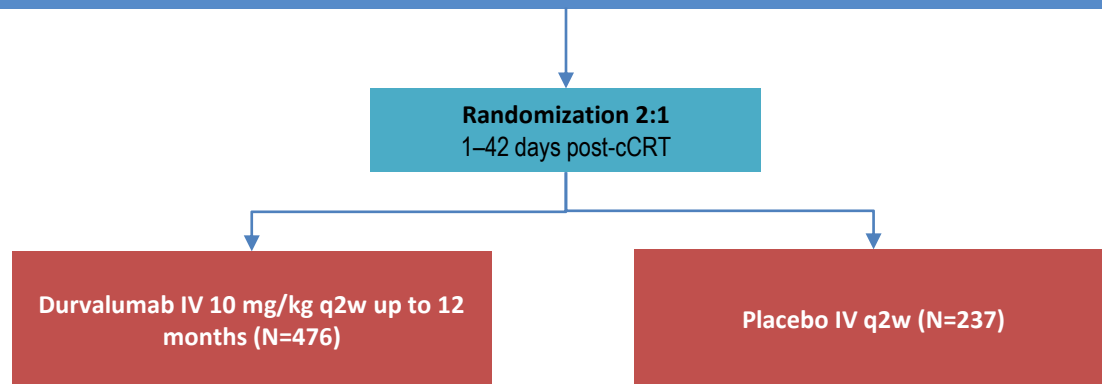 Randomization 2:1
1–42 days post-cCRT
Durvalumab IV 10 mg/kg q2w up to 12
months (N=476)
Placebo IV q2w (N=237)